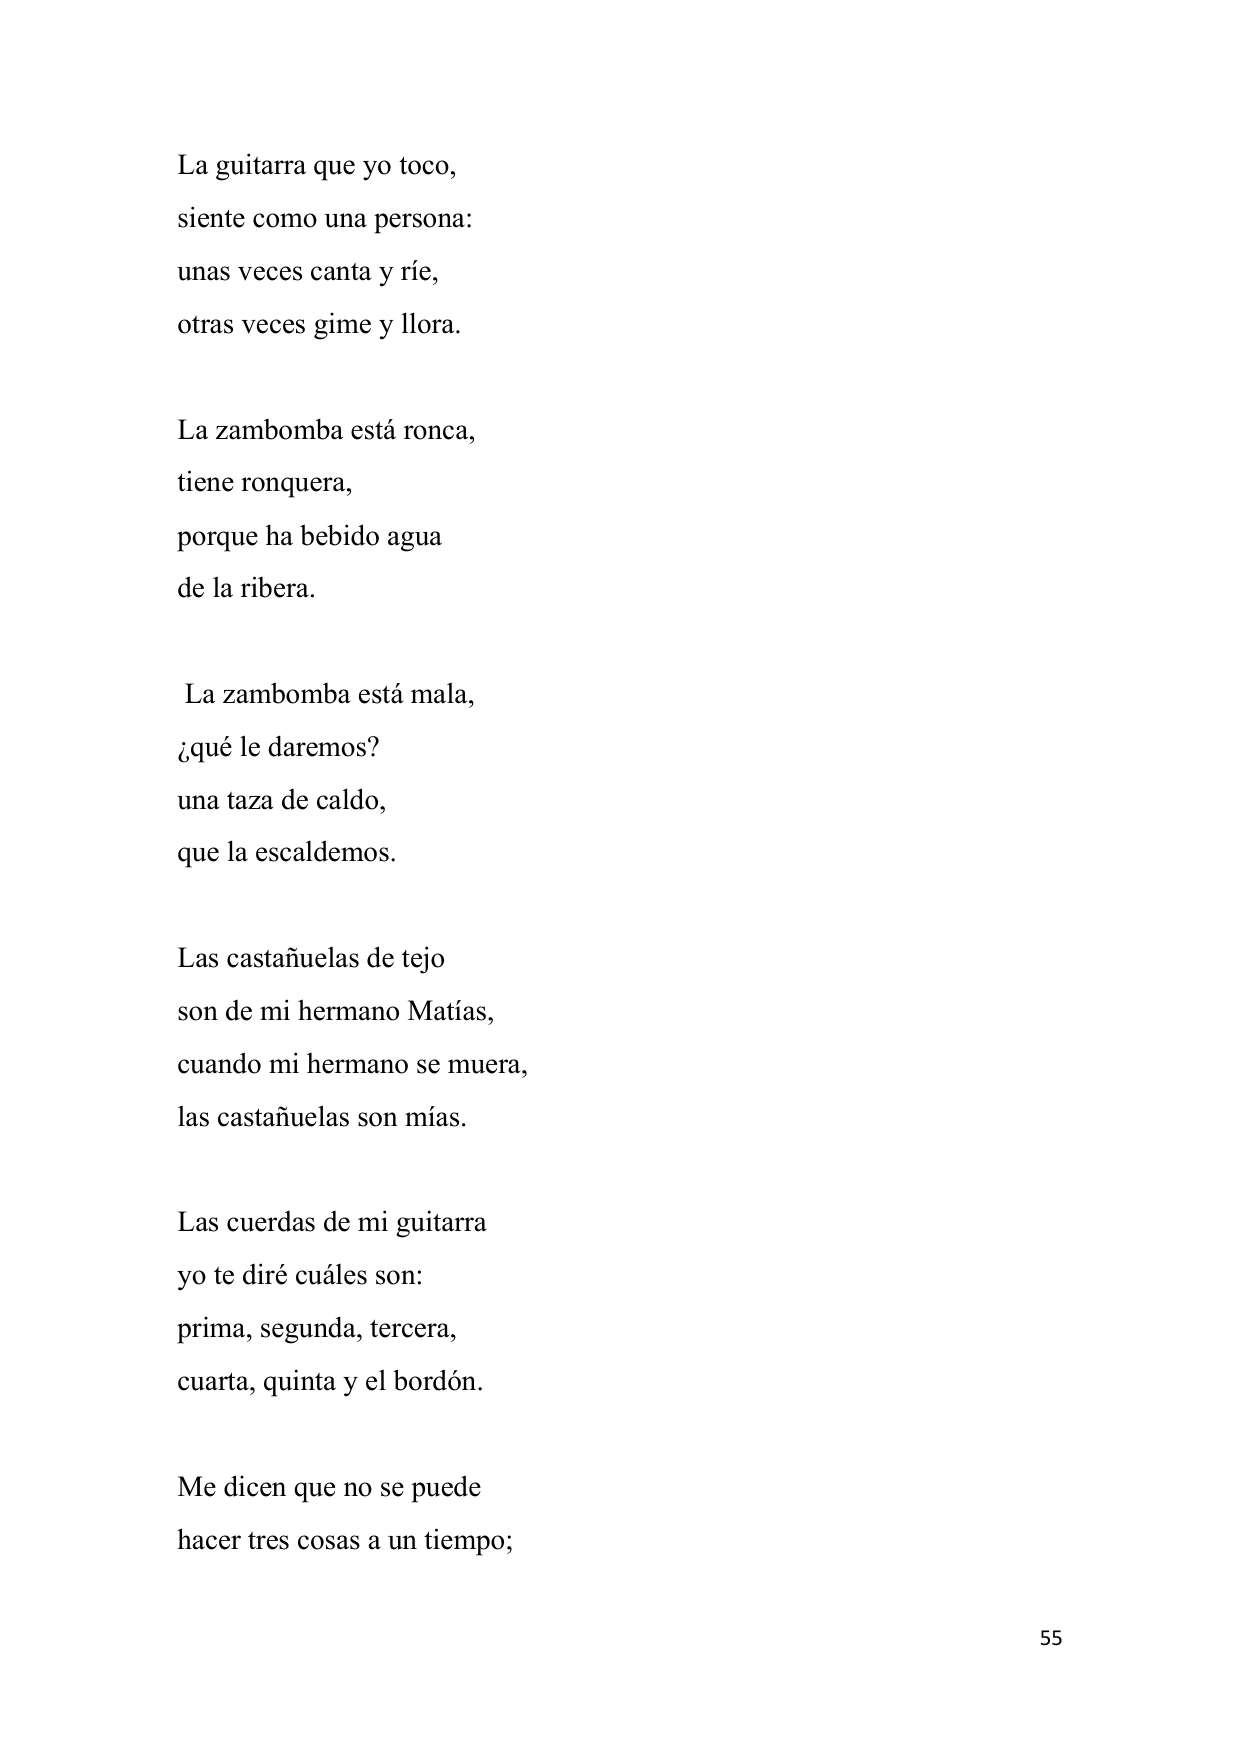 La guitarra que yo toco,
siente como una persona:
unas veces canta y ríe,
otras veces gime y llora.
La zambomba está ronca,
tiene ronquera,
porque ha bebido agua
de la ribera.
La zambomba está mala,
¿qué le daremos?
una taza de caldo,
que la escaldemos.
Las castañuelas de tejo
son de mi hermano Matías,
cuando mi hermano se muera,
las castañuelas son mías.
Las cuerdas de mi guitarra
yo te diré cuáles son:
prima, segunda, tercera,
cuarta, quinta y el bordón.
Me dicen que no se puede
hacer tres cosas a un tiempo;
55